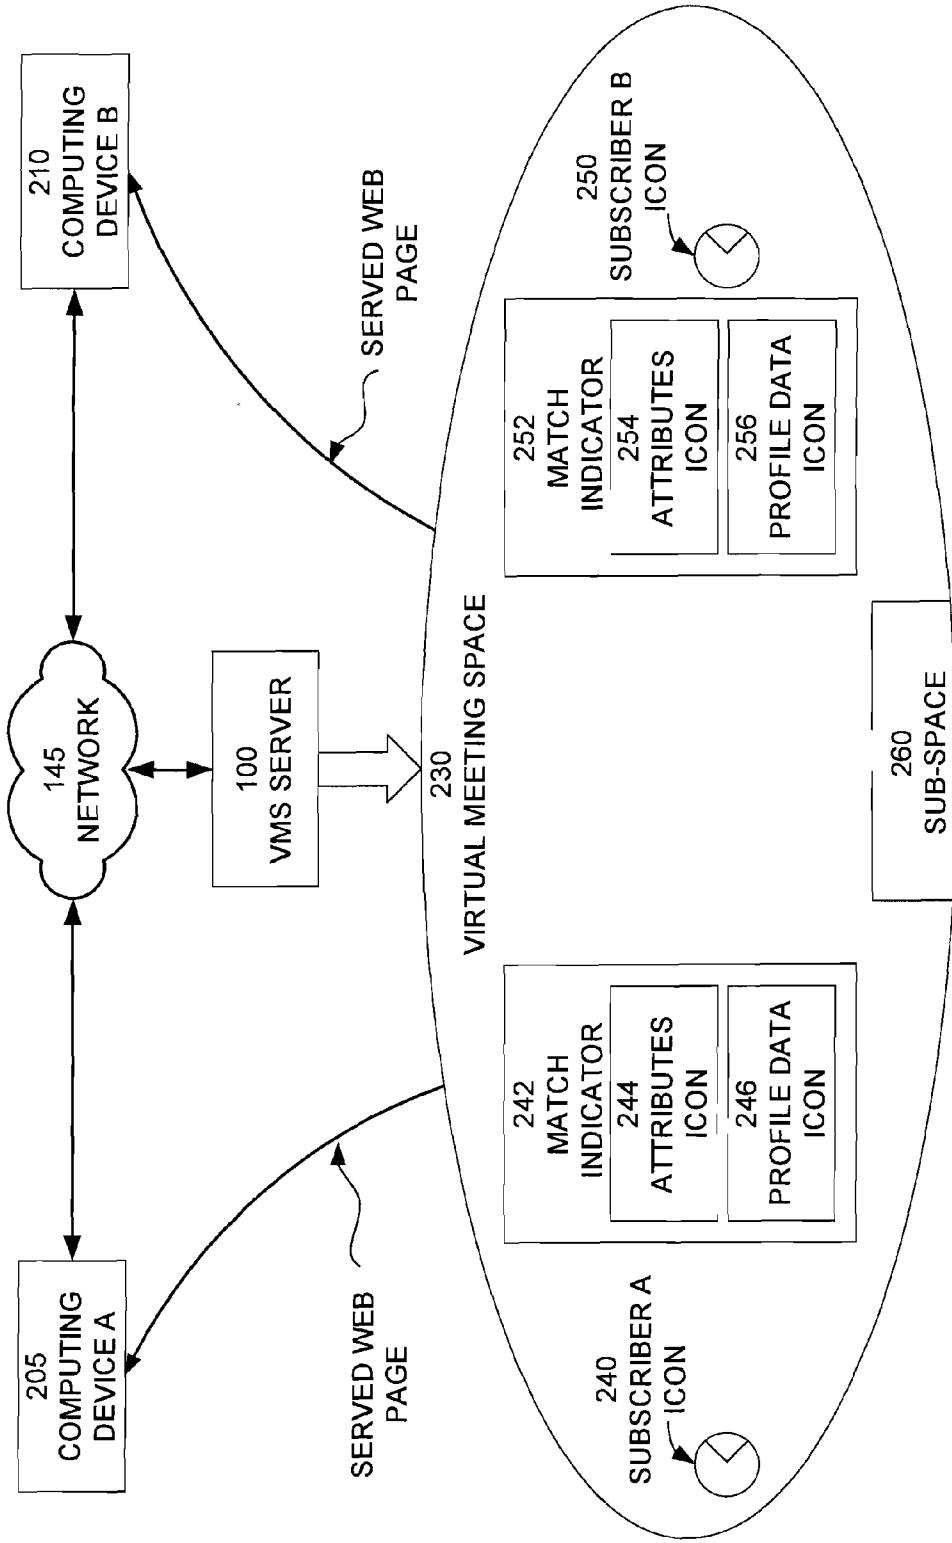 205
COMPUTING
DEVICE A
145
NETWORK
210
COMPUTING
DEVICE B
100
VMS SERVER
SERVED WEB
PAGE
SERVED WEB
PAGE
230
VIRTUAL MEETING SPACE
240
SUBSCRIBER A
ICON
242
MATCH
INDICATOR
244
ATTRIBUTES
ICON
246
PROFILE DATA
ICON
252
MATCH
INDICATOR
254
ATTRIBUTES
ICON
256
PROFILE DATA
ICON
250
SUBSCRIBER B
ICON
260
SUB-SPACE